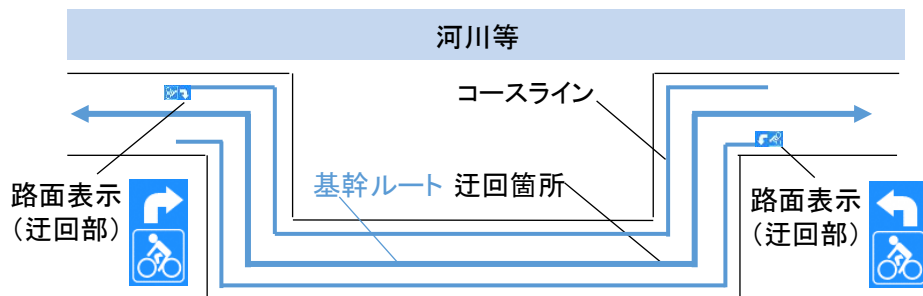 河川等
コースライン
基幹ルート 迂回箇所
路面表示
（迂回部）
路面表示
（迂回部）